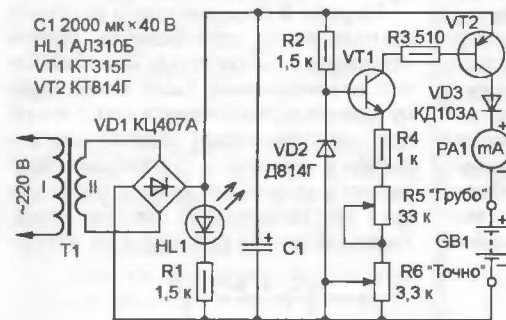 C1 2000 мк × 40 В
HL1 АЛ310Б
VT1 КТ315Г
VT2 КТ814Г
VD1 КЦ407А
~220 В
I
II
T1
HL1
R1
1,5 к
C1
+
R2
1,5 к
VD2
Д814Г
VT1
R3 510
VT2
R4
1 к
R5 "Грубо"
33 к
R6 "Точно"
3,3 к
VD3
КД103А
+
PA1
mA
−
GB1
+
−